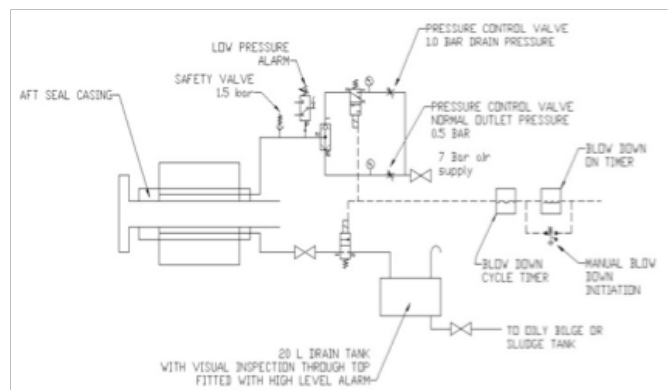 PRESSURE CONTROL VALVE
1.0 BAR DRAIN PRESSURE
LOW PRESSURE
ALARM
SAFETY VALVE
1.5 bar
AFT SEAL CASING
PRESSURE CONTROL VALVE
NORMAL OUTLET PRESSURE
0.5 BAR
7 Bar air
supply
BLOW DOWN
ON TIMER
BLOW DOWN
CYCLE TIMER
MANUAL BLOW
DOWN
INITIATION
20 L DRAIN TANK
WITH VISUAL INSPECTION THROUGH TOP
FITTED WITH HIGH LEVEL ALARM
TO OILY BILGE OR
SLUDGE TANK